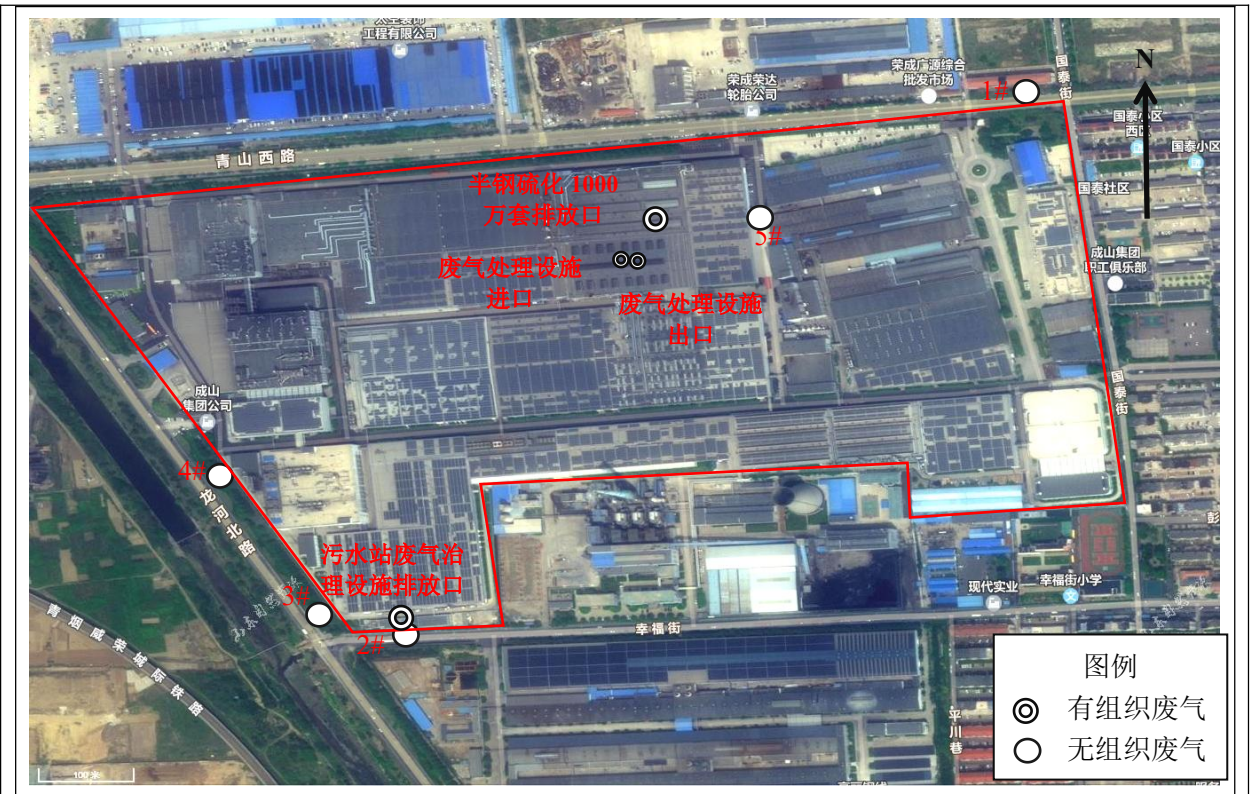 工程有限公司
荣成荣达
轮胎公司
荣成广源综合
批发市场
1#
国泰街
N
国泰小区
西区
国泰小区
青山西路
国泰社区
半钢硫化 1000
万套排放口
5#
成山集团
职工俱乐部
废气处理设施
进口
废气处理设施
出口
国泰街
成山
集团公司
4#
龙河北路
污水站废气治
理设施排放口
3#
2#
现代实业
幸福街小学
彭
幸福街
青烟威荣城际铁路
平川巷
图例
有组织废气
无组织废气
100 米